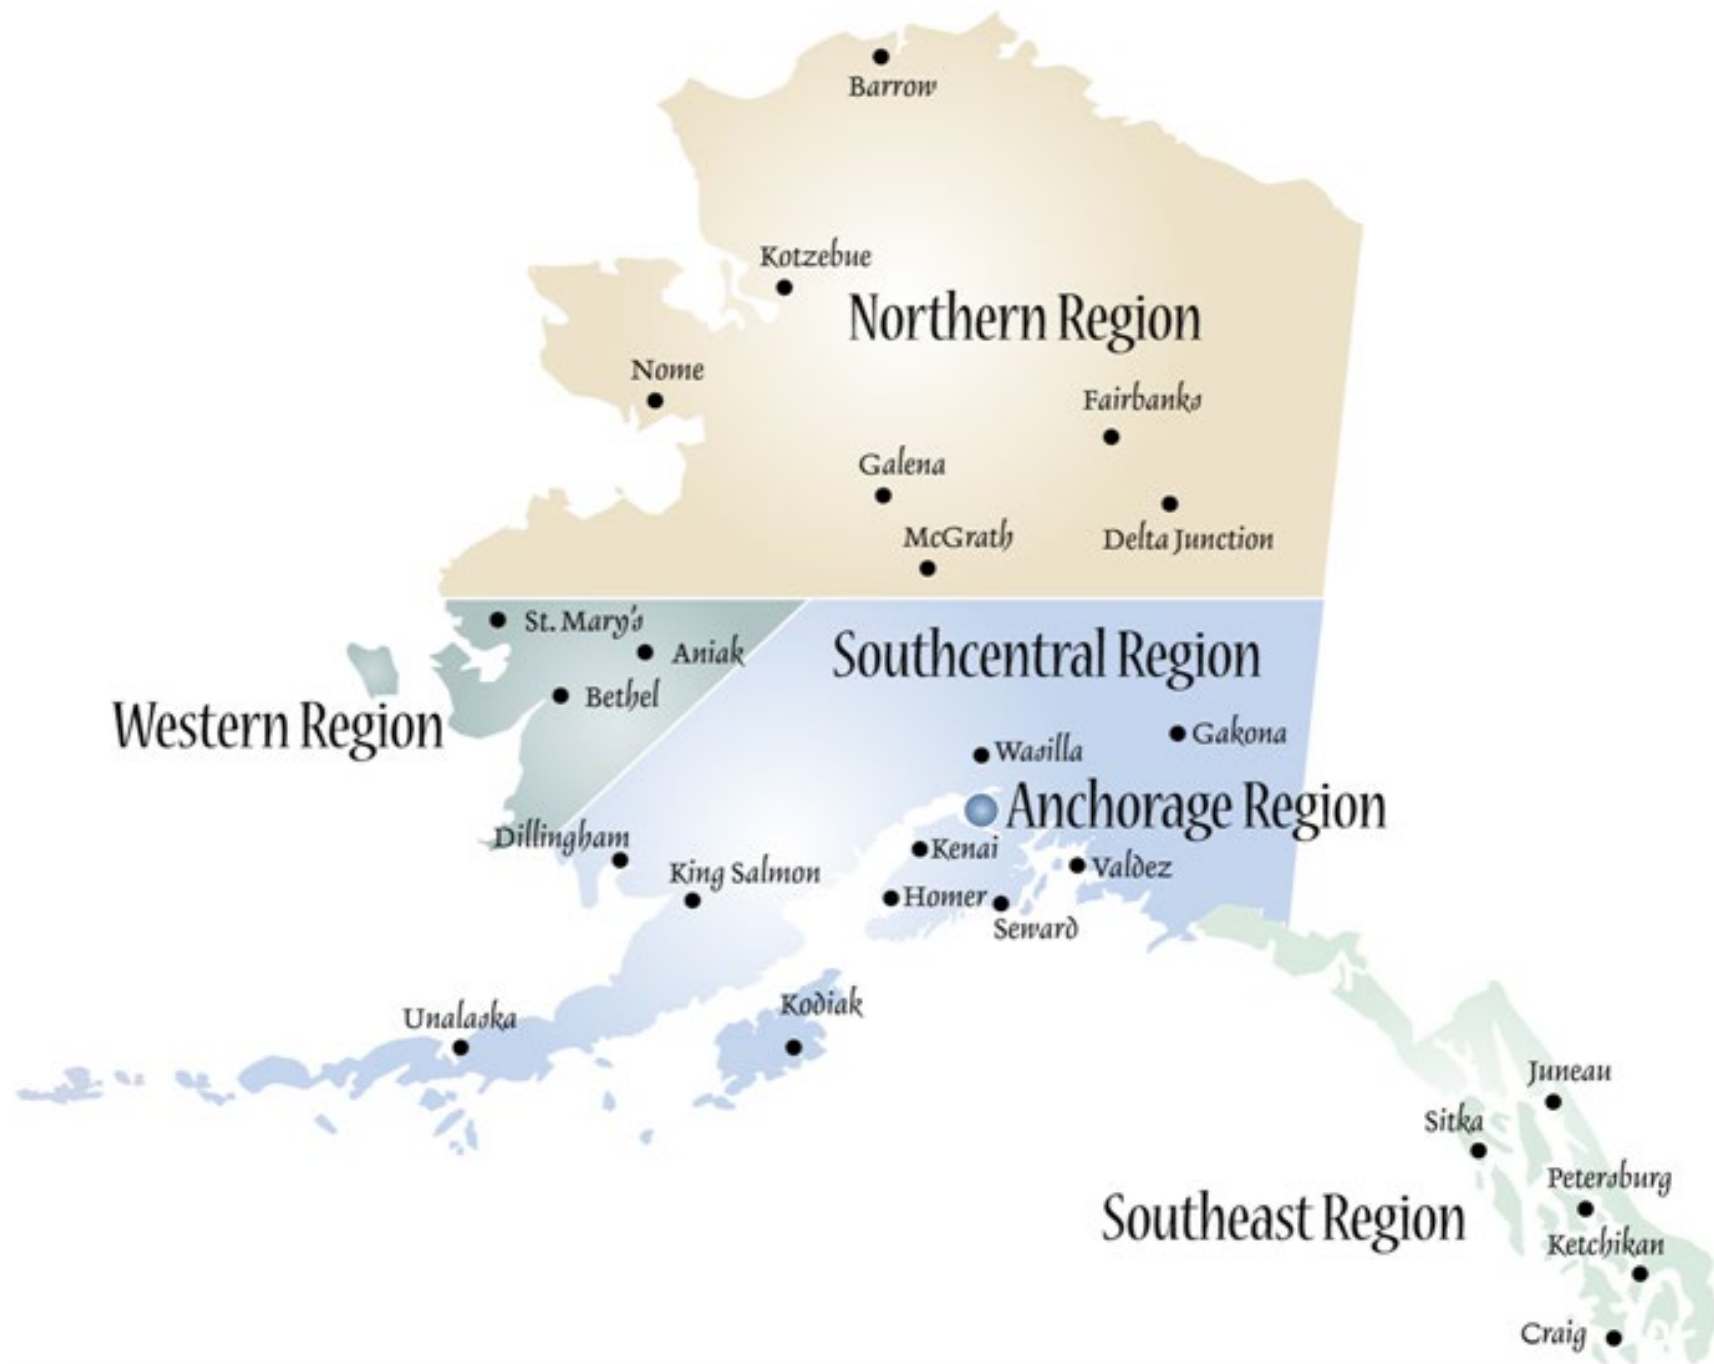 Barrow
Kotzebue
Northern Region
Nome
Fairbanks
Galena
McGrath
Delta Junction
St. Mary's
Aniak
Southcentral Region
Bethel
Western Region
Gakona
Wasilla
Anchorage Region
Dillingham
Kenai
Valdez
King Salmon
Homer
Seward
Kodiak
Unalaska
Juneau
Sitka
Petersburg
Southeast Region
Ketchikan
Craig